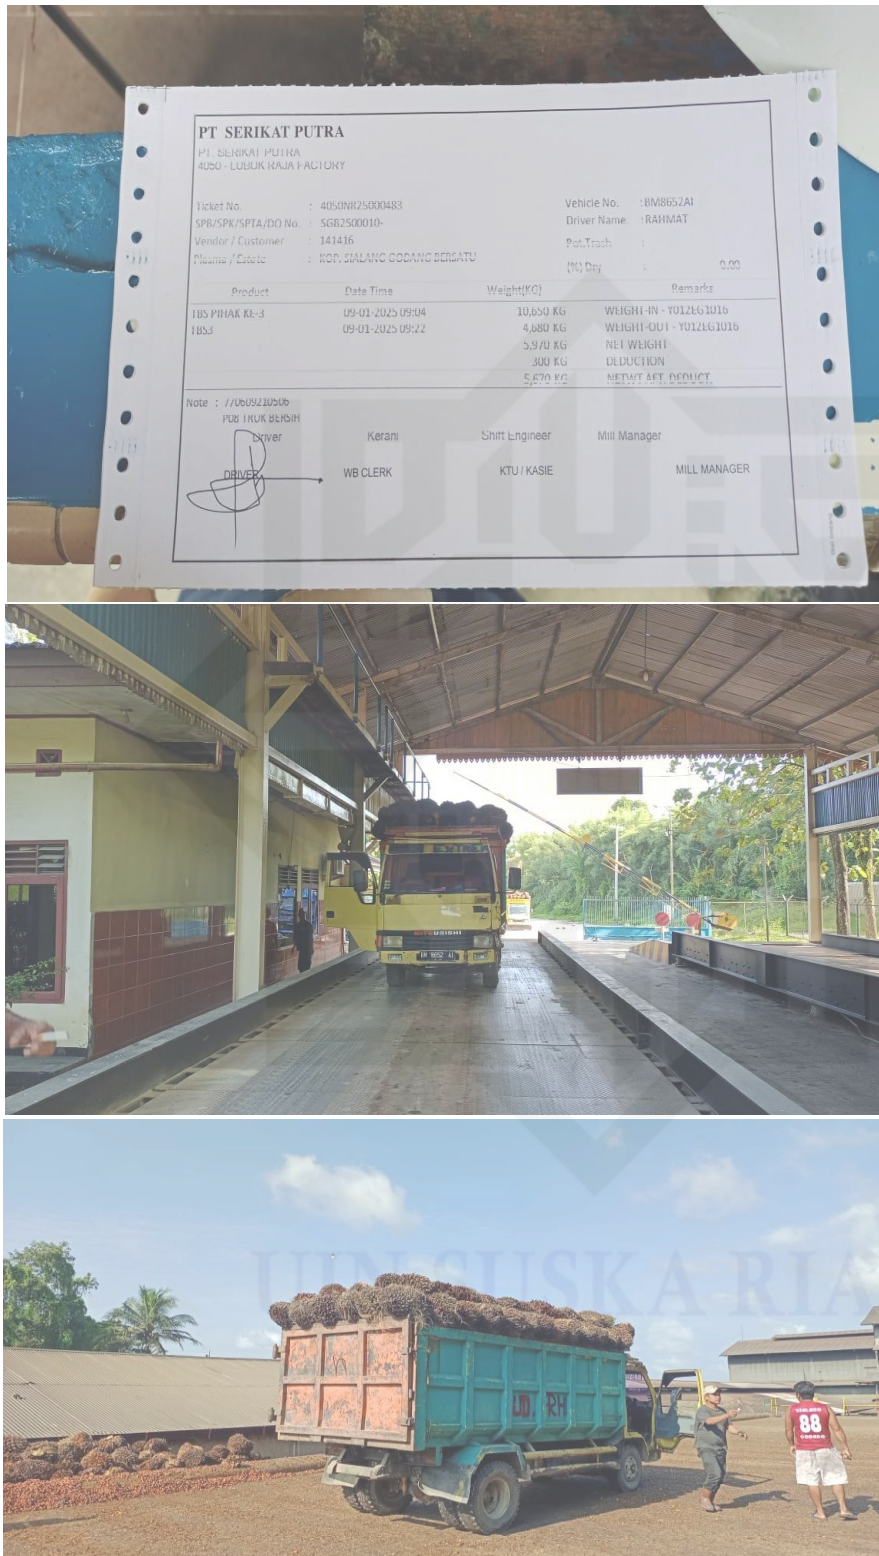 PT SERIKAT PUTRA
PT. SERIKAT PUTRA
4050 - LUBUK RAJA FACTORY
Ticket No. : 4050NR25000483
Vehicle No. : BM8652AI
SPB/SPK/SPTA/DO No. : SGB2500010-
Driver Name. : RAHMAT
Vendor / Customer : 141416
Pot.Trash :
Plasma / Estate : KOP. SIALANG GODANG BERSATU
(%) Dry : 0.00
Product Date Time Weight(KG) Remarks
TBS PIHAK KE-3 09-01-2025 09:04 10,650 KG WEIGHT-IN - Y012EG1016
TBS3 09-01-2025 09:22 4,680 KG WEIGHT-OUT - Y012EG1016
5,970 KG NET WEIGHT
300 KG DEDUCTION
5,670 KG NETWT AFT. DEDUCT
Note : 770609210506
P08 TRUK BERSIH
Driver Kerani Shift Engineer Mill Manager
DRIVER WB CLERK KTU / KASIE MILL MANAGER
BM 8652 AI
UIN SUSKA RIA
UD. RH
88